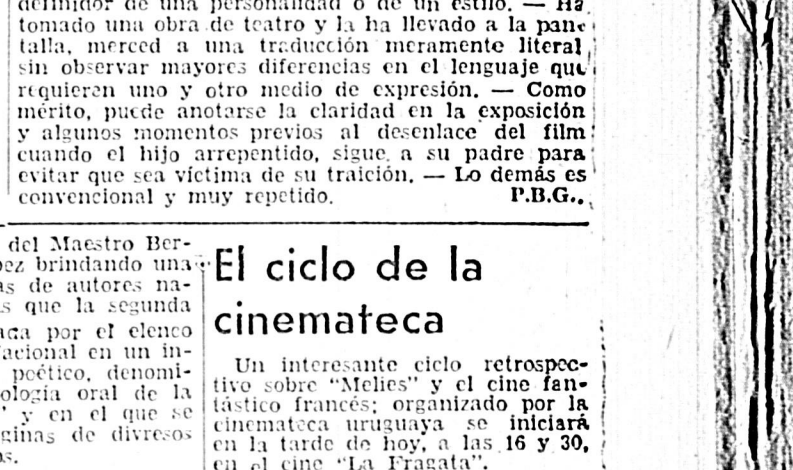 definidor de una personalidad o de un estilo. — Ha
tomado una obra de teatro y la ha llevado a la pan-
talla, merced a una traducción meramente literal
sin observar mayores diferencias en el lenguaje que
requieren uno y otro medio de expresión. — Como
mérito, puede anotarse la claridad en la exposición
y algunos momentos previos al desenlace del film
cuando el hijo arrepentido, sigue a su padre para
evitar que sea víctima de su traición. — Lo demás es
convencional y muy repetido. P.B.G..
del Maestro Ber-
ez brindando una
as de autores na-
s que la segunda
por el elenco
acional en un in-
poético, denomi-
ología oral de la
" y en el que se
ginas de divresos
s.
El ciclo de la
cinemateca
Un interesante ciclo retrospec-
tivo sobre "Melies" y el cine fan-
tástico francés; organizado por la
cinemateca uruguaya se iniciará
en la tarde de hoy, a las 16 y 30,
en el cine "La Fragata".